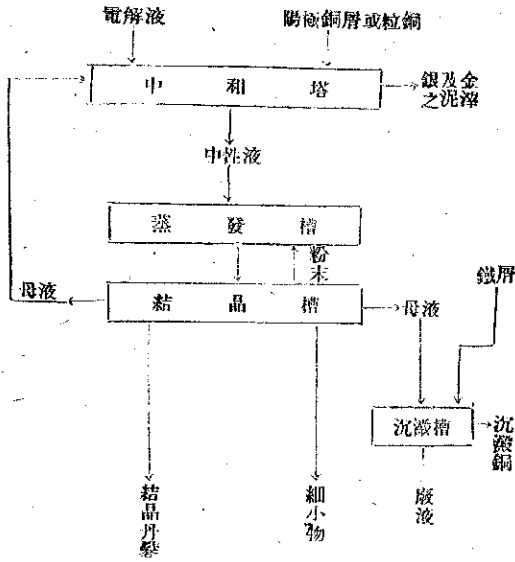 電解液
陽極銅屑或粒銅
中和塔
銀及金之泥滓
中性液
蒸發槽
粉末
鐵屑
母液
結晶槽
母液
沉澱槽
沉澱銅
結晶丹礬
細小物
廢液